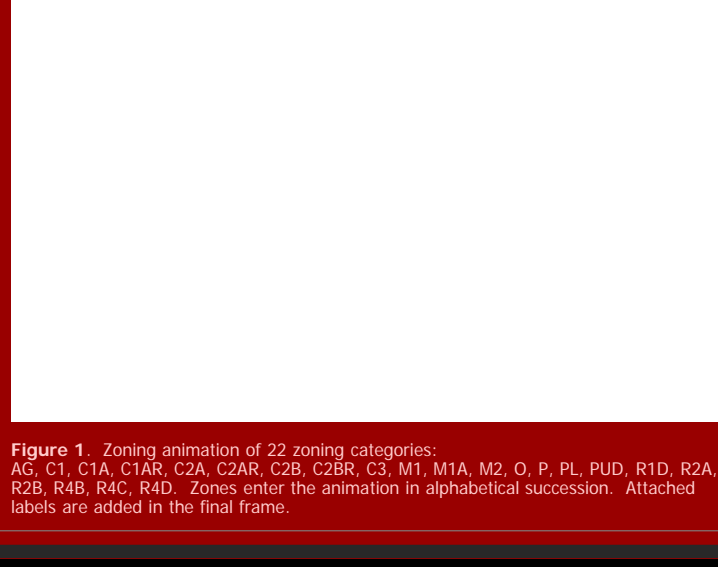 Figure 1. Zoning animation of 22 zoning categories:
AG, C1, C1A, C1AR, C2A, C2AR, C2B, C2BR, C3, M1, M1A, M2, O, P, PL, PUD, R1D, R2A,
R2B, R4B, R4C, R4D. Zones enter the animation in alphabetical succession. Attached
labels are added in the final frame.